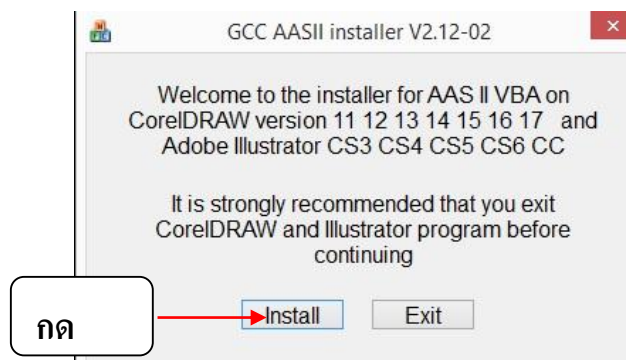 GCC AASII installer V2.12-02
Welcome to the installer for AAS II VBA on
CorelDRAW version 11 12 13 14 15 16 17 and
Adobe Illustrator CS3 CS4 CS5 CS6 CC
It is strongly recommended that you exit
CorelDRAW and Illustrator program before
continuing
Install Exit
กด